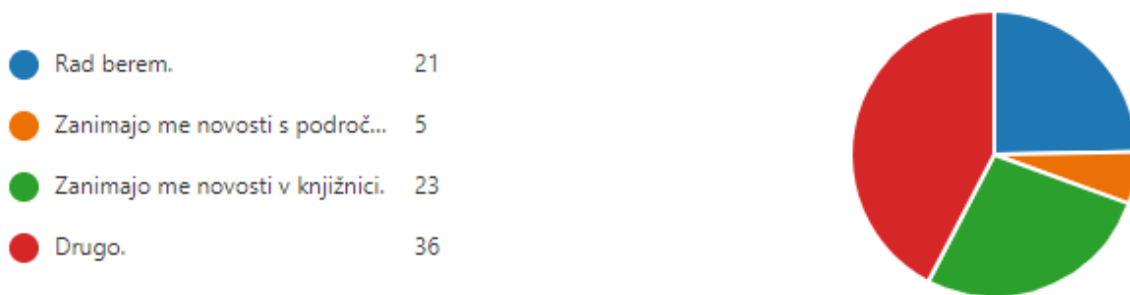 Rad berem. 21
Zanimajo me novosti s področ... 5
Zanimajo me novosti v knjižnici. 23
Drugo. 36